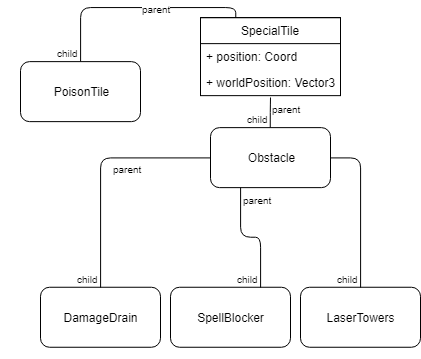 parent
SpecialTile
+ position: Coord
+ worldPosition: Vector3
child
PoisonTile
parent
child
Obstacle
parent
parent
child
child
child
DamageDrain
SpellBlocker
LaserTowers